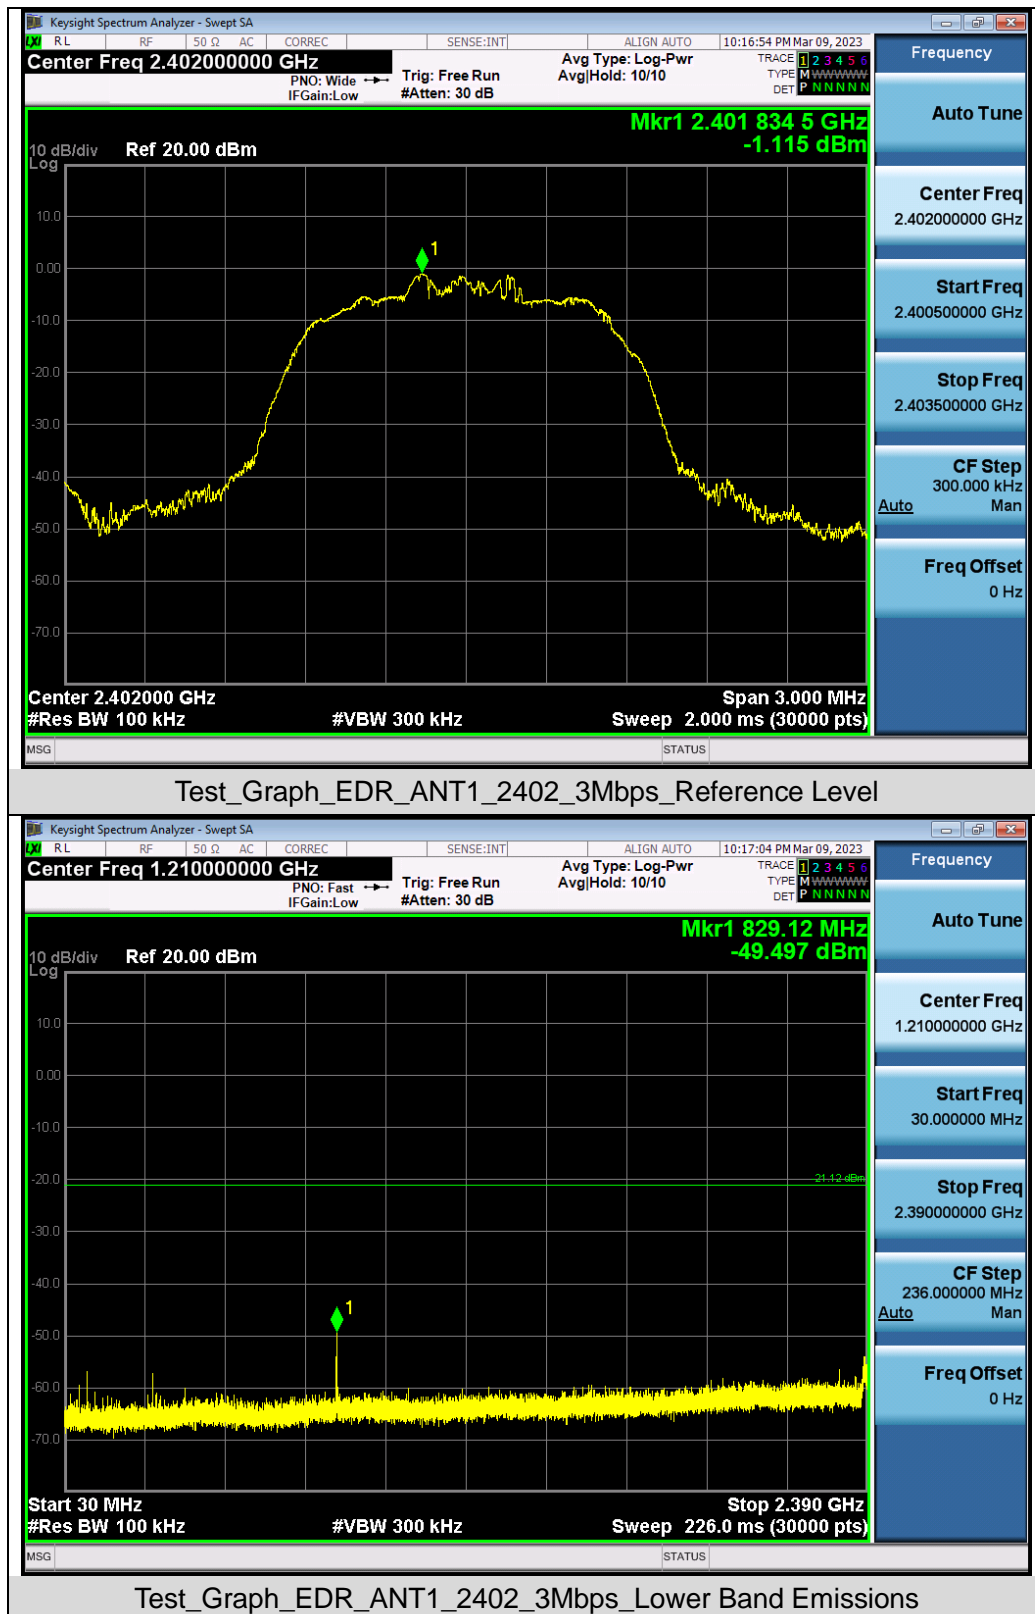 Keysight Spectrum Analyzer - Swept SA
LXI RL RF 50 Ω AC CORREC SENSE:INT ALIGN AUTO 10:16:54 PM Mar 09, 2023
Center Freq 2.402000000 GHz Avg Type: Log-Pwr TRACE 1 2 3 4 5 6
PNO: Wide Trig: Free Run Avg|Hold: 10/10 TYPE M WWWWW
IFGain:Low #Atten: 30 dB DET P N N N N N
Frequency
Mkr1 2.401 834 5 GHz
-1.115 dBm
10 dB/div Ref 20.00 dBm
Log
10.0
0.00
-10.0
-20.0
-30.0
-40.0
-50.0
-60.0
-70.0
1
Center 2.402000 GHz Span 3.000 MHz
#Res BW 100 kHz #VBW 300 kHz Sweep 2.000 ms (30000 pts)
MSG STATUS
Auto Tune
Center Freq
2.402000000 GHz
Start Freq
2.400500000 GHz
Stop Freq
2.403500000 GHz
CF Step
300.000 kHz
Auto Man
Freq Offset
0 Hz
Test_Graph_EDR_ANT1_2402_3Mbps_Reference Level
Keysight Spectrum Analyzer - Swept SA
LXI RL RF 50 Ω AC CORREC SENSE:INT ALIGN AUTO 10:17:04 PM Mar 09, 2023
Center Freq 1.210000000 GHz Avg Type: Log-Pwr TRACE 1 2 3 4 5 6
PNO: Fast Trig: Free Run Avg|Hold: 10/10 TYPE M WWWWW
IFGain:Low #Atten: 30 dB DET P N N N N N
Frequency
Mkr1 829.12 MHz
-49.497 dBm
10 dB/div Ref 20.00 dBm
Log
10.0
0.00
-10.0
-20.0
-30.0
-40.0
-50.0
-60.0
-70.0
-21.12 dBm
1
Start 30 MHz Stop 2.390 GHz
#Res BW 100 kHz #VBW 300 kHz Sweep 226.0 ms (30000 pts)
MSG STATUS
Auto Tune
Center Freq
1.210000000 GHz
Start Freq
30.000000 MHz
Stop Freq
2.390000000 GHz
CF Step
236.000000 MHz
Auto Man
Freq Offset
0 Hz
Test_Graph_EDR_ANT1_2402_3Mbps_Lower Band Emissions